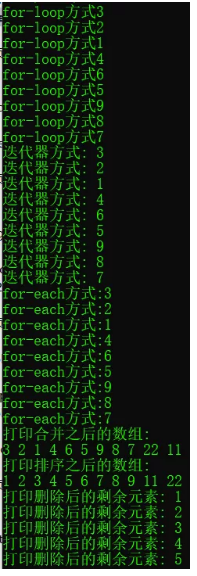 for-loop方式3
for-loop方式2
for-loop方式1
for-loop方式4
for-loop方式6
for-loop方式5
for-loop方式9
for-loop方式8
for-loop方式7
迭代器方式: 3
迭代器方式: 2
迭代器方式: 1
迭代器方式: 4
迭代器方式: 6
迭代器方式: 5
迭代器方式: 9
迭代器方式: 8
迭代器方式: 7
for-each方式:3
for-each方式:2
for-each方式:1
for-each方式:4
for-each方式:6
for-each方式:5
for-each方式:9
for-each方式:8
for-each方式:7
打印合并之后的数组:
3 2 1 4 6 5 9 8 7 22 11
打印排序之后的数组:
1 2 3 4 5 6 7 8 9 11 22
打印删除后的剩余元素: 1
打印删除后的剩余元素: 2
打印删除后的剩余元素: 3
打印删除后的剩余元素: 4
打印删除后的剩余元素: 5